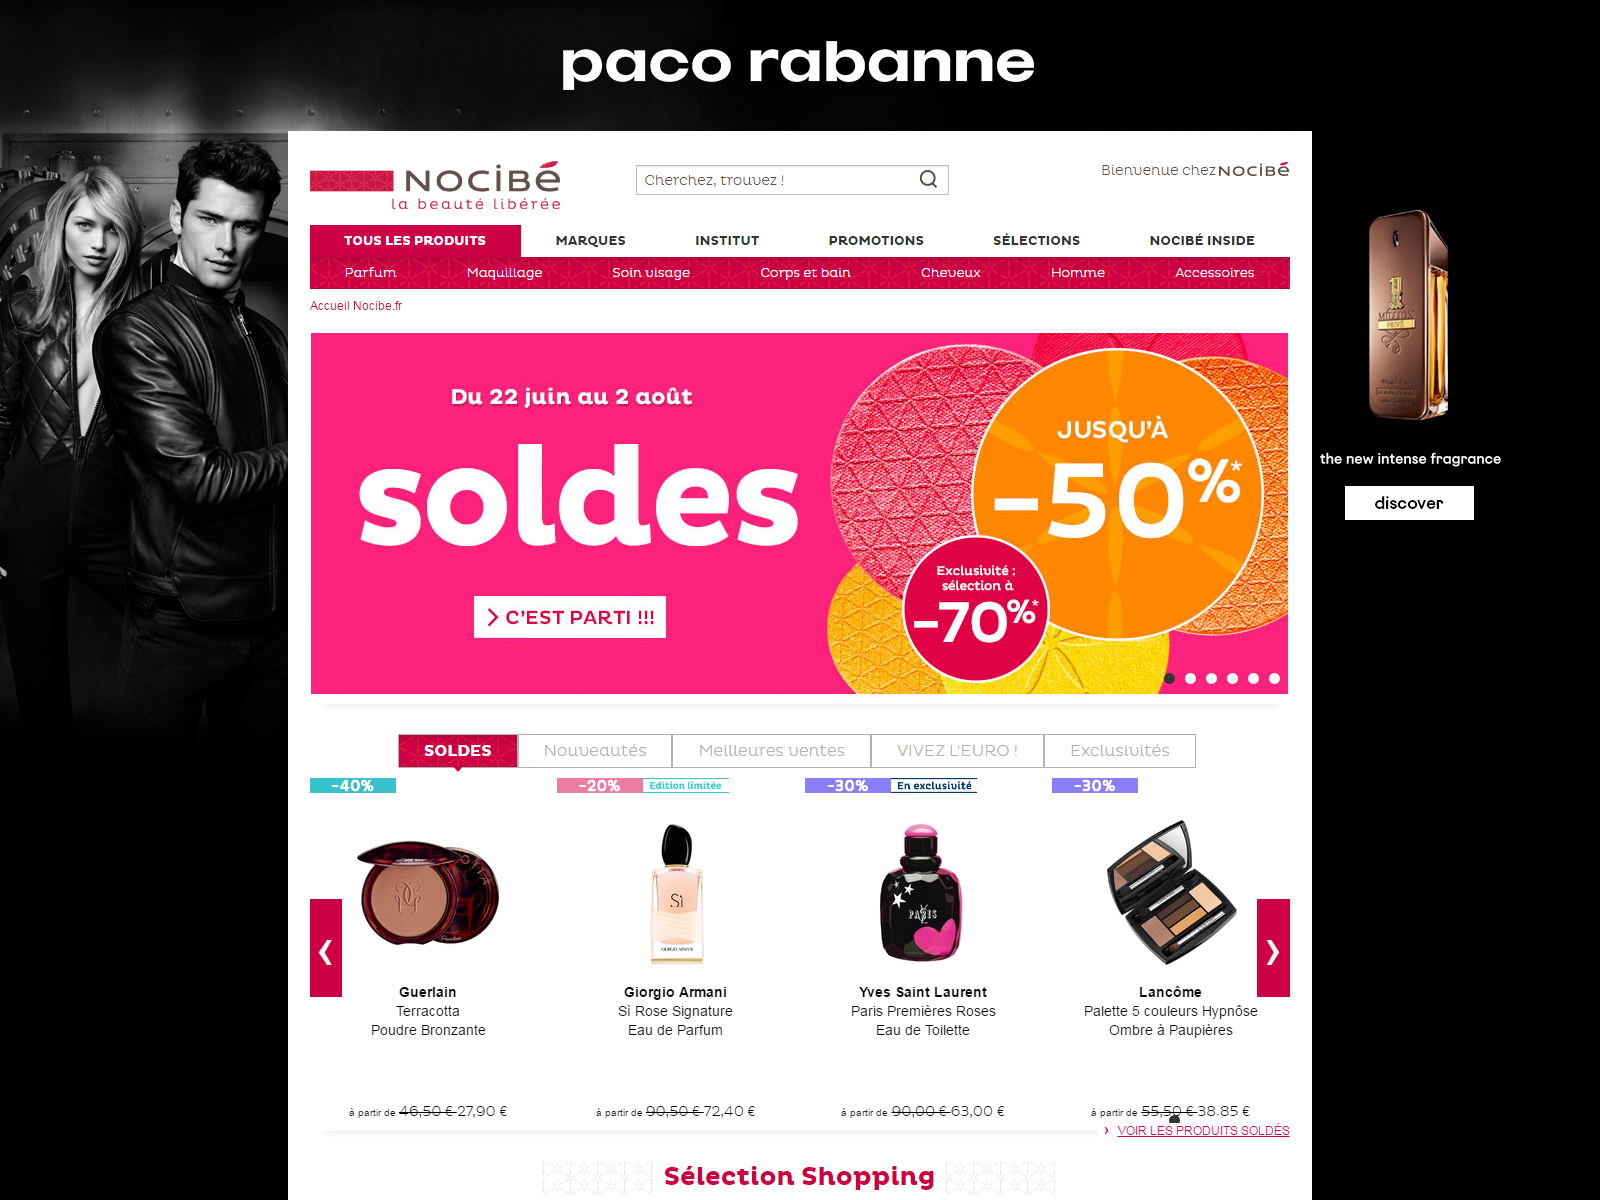 paco rabanne
NOCIBÉ
la beauté libérée
Cherchez, trouvez !
Bienvenue chez NOCIBÉ
TOUS LES PRODUITS MARQUES INSTITUT PROMOTIONS SÉLECTIONS NOCIBÉ INSIDE
Parfum Maquillage Soin visage Corps et bain Cheveux Homme Accessoires
Accueil Nocibe.fr
Du 22 juin au 2 août
soldes
> C'EST PARTI !!!
JUSQU'À
-50%*
Exclusivité :
sélection à
-70%*
1
MILLION
PRIVÉ
the new intense fragrance
discover
SOLDES Nouveautés Meilleures ventes VIVEZ L'EURO ! Exclusivités
-40% -20% Edition limitée -30% En exclusivité -30%
Sì
GIORGIO ARMANI
PARIS
Guerlain
Terracotta
Poudre Bronzante
à partir de 46,50 € 27,90 €
Giorgio Armani
Sì Rose Signature
Eau de Parfum
à partir de 90,50 € 72,40 €
Yves Saint Laurent
Paris Premières Roses
Eau de Toilette
à partir de 90,00 € 63,00 €
Lancôme
Palette 5 couleurs Hypnôse
Ombre à Paupières
à partir de 55,50 € 38.85 €
› VOIR LES PRODUITS SOLDÉS
Sélection Shopping